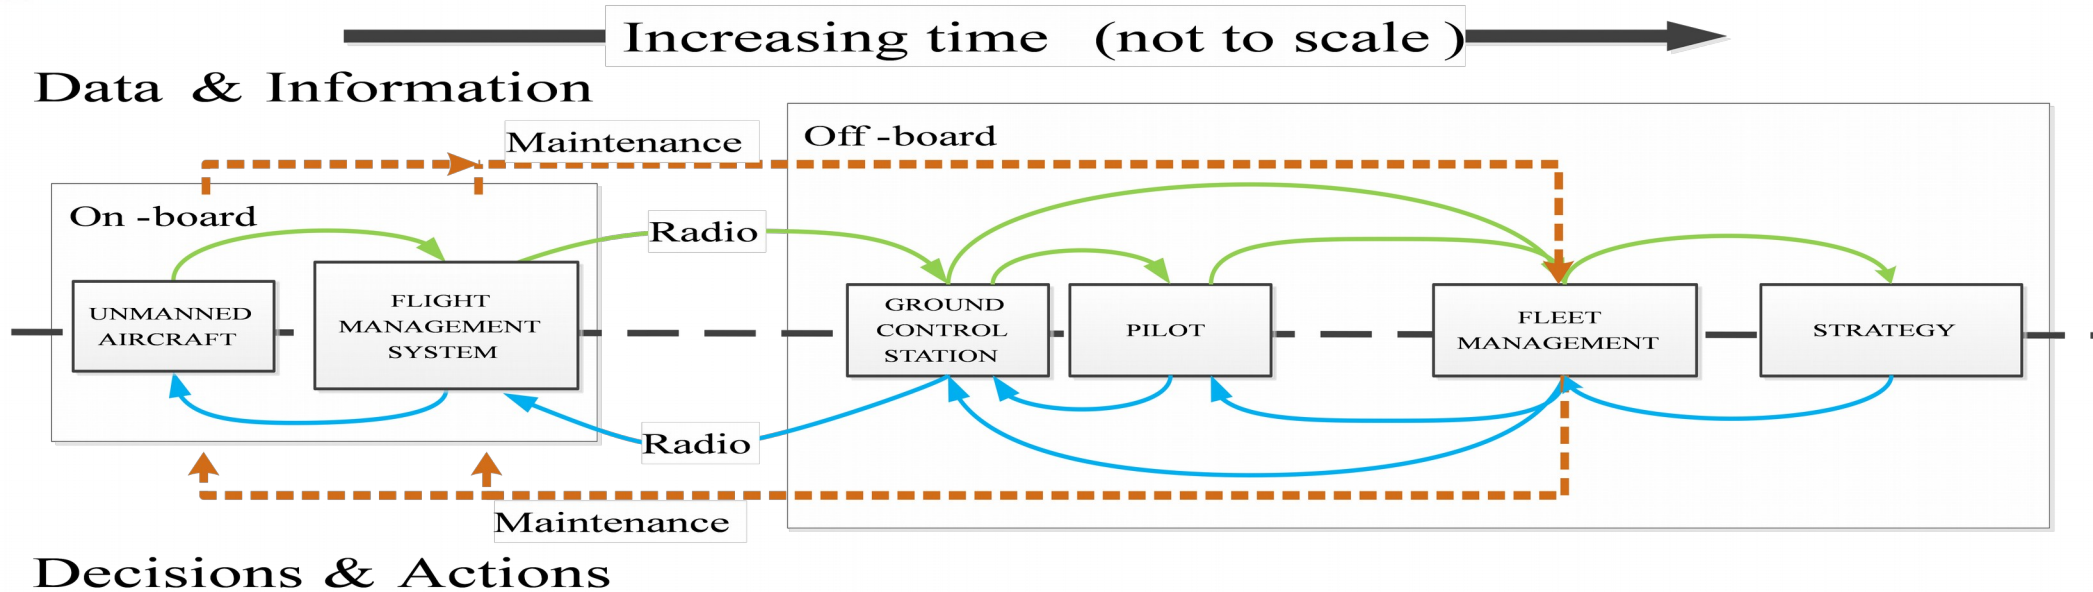 Increasing time (not to scale )
Data & Information
Maintenance
Off -board
On -board
Radio
UNMANNED
AIRCRAFT
FLIGHT
MANAGEMENT
SYSTEM
GROUND
CONTROL
STATION
PILOT
FLEET
MANAGEMENT
STRATEGY
Radio
Maintenance
Decisions & Actions